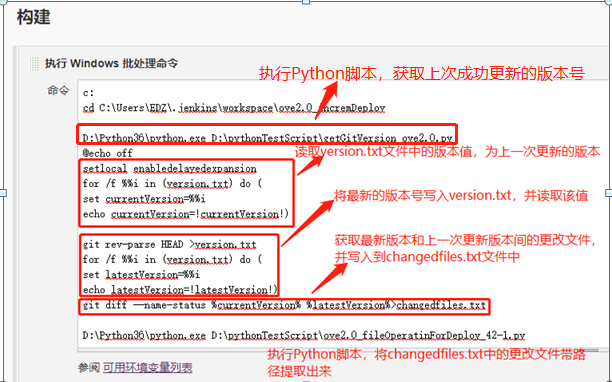 构建
执行 Windows 批处理命令
执行Python脚本，获取上次成功更新的版本号
命令
c:
cd C:\Users\EDZ\.jenkins\workspace\ove2.0_incremDeploy
D:\Python36\python.exe D:\pythonTestScript\setGitVersion_ove2.0.py
@echo off
读取version.txt文件中的版本值，为上一次更新的版本
setlocal enabledelayedexpansion
for /f %%i in (version.txt) do (
set currentVersion=%%i
echo currentVersion=!currentVersion!)
将最新的版本号写入version.txt，并读取该值
git rev-parse HEAD >version.txt
for /f %%i in (version.txt) do (
set latestVersion=%%i
echo latestVersion=!latestVersion!)
获取最新版本和上一次更新版本间的更改文件，
并写入到changedfiles.txt文件中
git diff --name-status %currentVersion% %latestVersion%>changedfiles.txt
D:\Python36\python.exe D:\pythonTestScript\ove2.0_fileOperatinForDeploy_42-1.py
执行Python脚本，将changedfiles.txt中的更改文件带路
径提取出来
参阅 可用环境变量列表